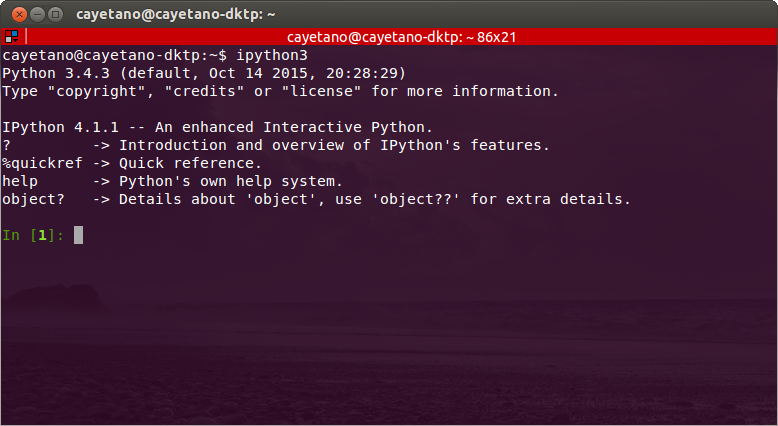 cayetano@cayetano-dktp: ~
cayetano@cayetano-dktp: ~ 86x21
cayetano@cayetano-dktp:~$ ipython3
Python 3.4.3 (default, Oct 14 2015, 20:28:29)
Type "copyright", "credits" or "license" for more information.
IPython 4.1.1 -- An enhanced Interactive Python.
?         -> Introduction and overview of IPython's features.
%quickref -> Quick reference.
help      -> Python's own help system.
object?   -> Details about 'object', use 'object??' for extra details.
In [1]: